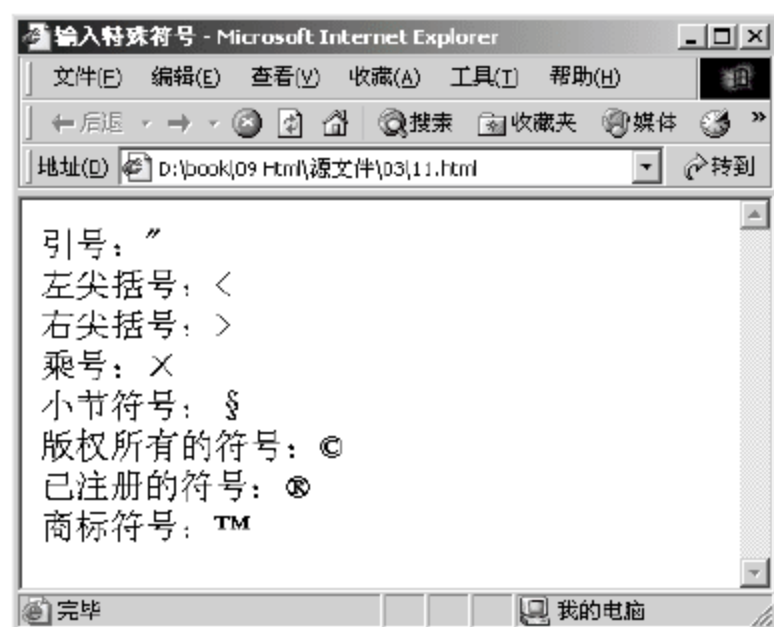 输入特殊符号 - Microsoft Internet Explorer
文件(F) 编辑(E) 查看(V) 收藏(A) 工具(T) 帮助(H)
后退 搜索 收藏夹 媒体 »
地址(D) D:\book\09 Html\源文件\03\11.html 转到
引号："
左尖括号：<
右尖括号：>
乘号：×
小节符号：§
版权所有的符号：©
已注册的符号：®
商标符号：™
完毕 我的电脑